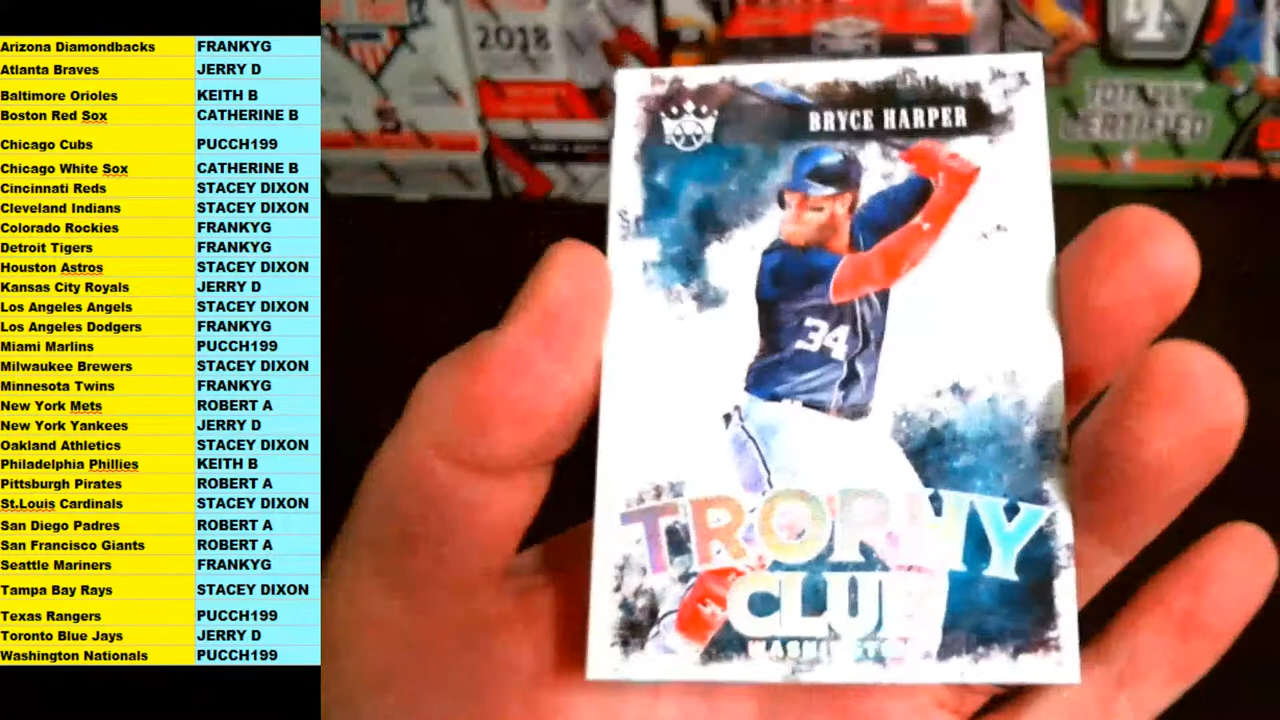 Arizona Diamondbacks FRANKYG
Atlanta Braves JERRY D
Baltimore Orioles KEITH B
Boston Red Sox CATHERINE B
Chicago Cubs PUCCH199
Chicago White Sox CATHERINE B
Cincinnati Reds STACEY DIXON
Cleveland Indians STACEY DIXON
Colorado Rockies FRANKYG
Detroit Tigers FRANKYG
Houston Astros STACEY DIXON
Kansas City Royals JERRY D
Los Angeles Angels STACEY DIXON
Los Angeles Dodgers FRANKYG
Miami Marlins PUCCH199
Milwaukee Brewers STACEY DIXON
Minnesota Twins FRANKYG
New York Mets ROBERT A
New York Yankees JERRY D
Oakland Athletics STACEY DIXON
Philadelphia Phillies KEITH B
Pittsburgh Pirates ROBERT A
St.Louis Cardinals STACEY DIXON
San Diego Padres ROBERT A
San Francisco Giants ROBERT A
Seattle Mariners FRANKYG
Tampa Bay Rays STACEY DIXON
Texas Rangers PUCCH199
Toronto Blue Jays JERRY D
Washington Nationals PUCCH199
2018
TOTALLY
CERTIFIED
BRYCE HARPER
34
TROPHY
CLUB
WASHINGTON